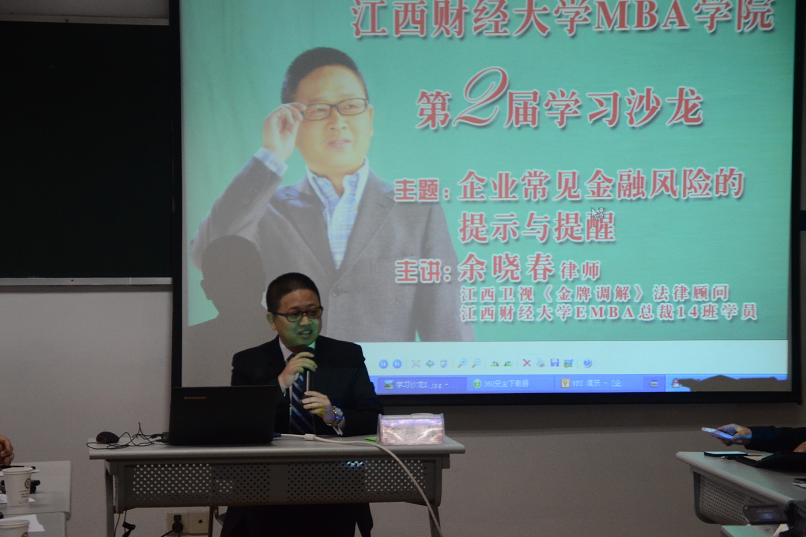 江西财经大学MBA学院
第2届学习沙龙
主题：企业常见金融风险的
提示与提醒
主讲：余晓春 律师
江西卫视《金牌调解》法律顾问
江西财经大学EMBA总裁14班学员